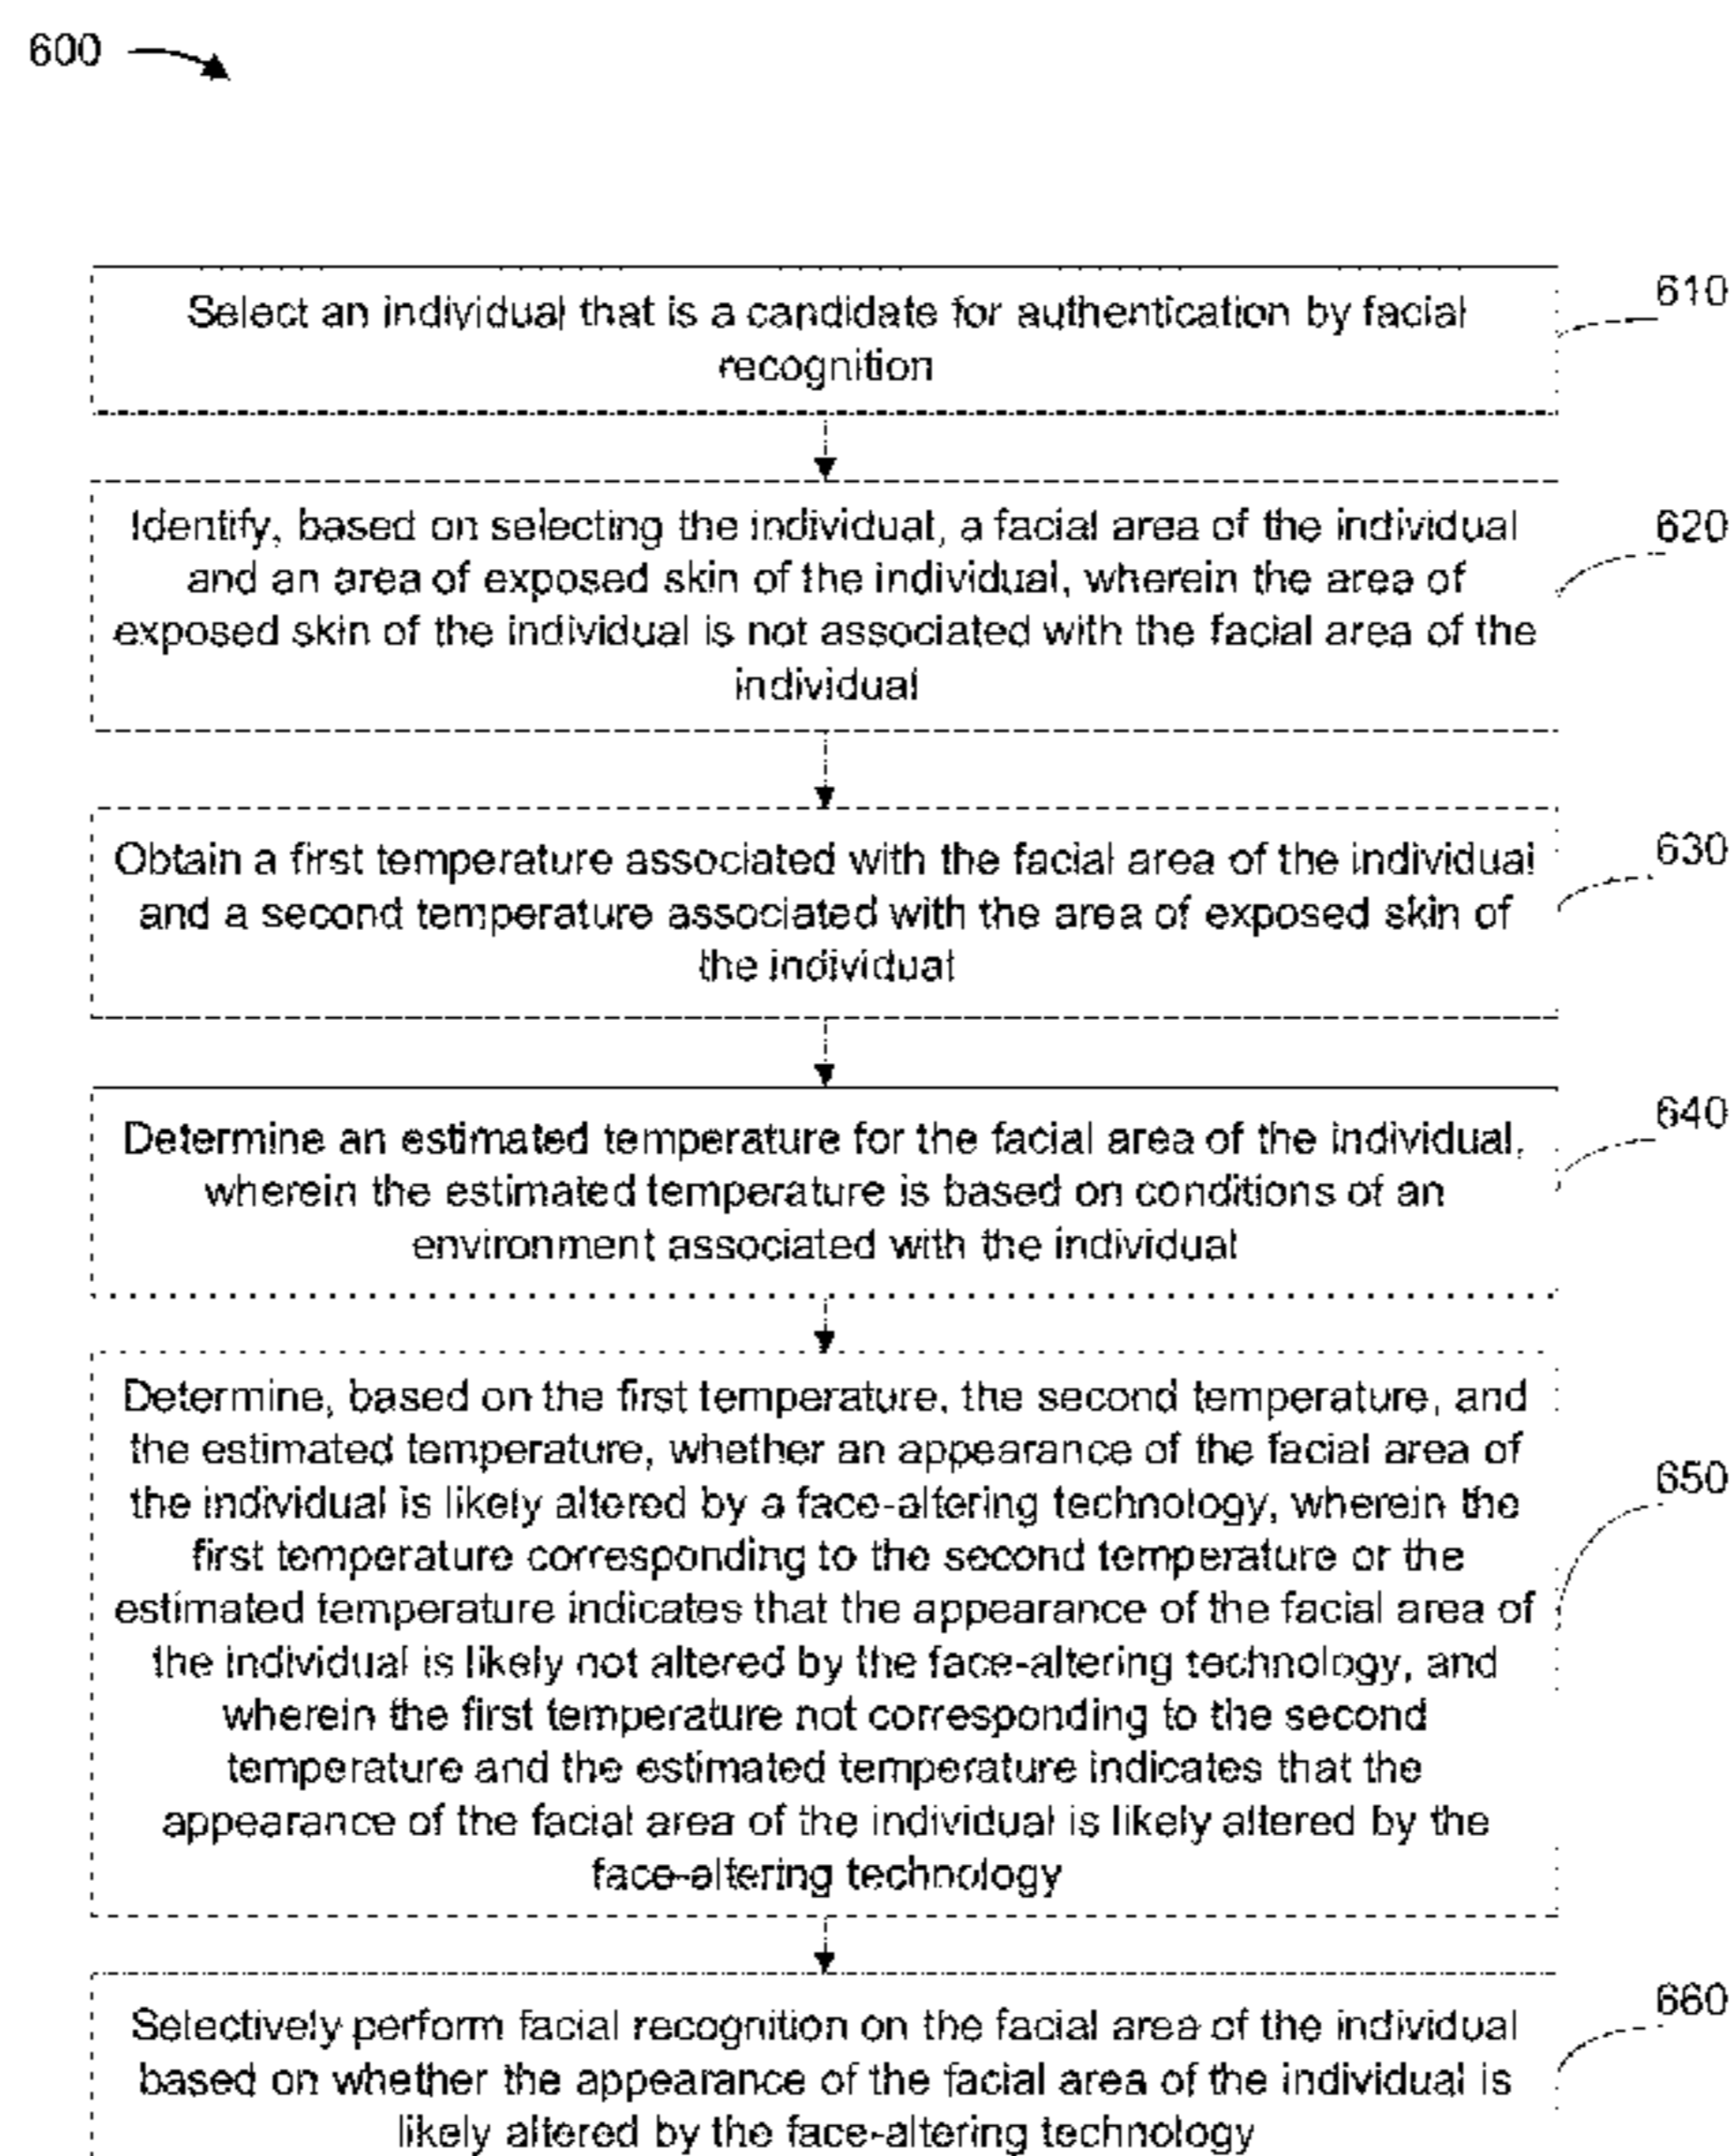 600
Select an individual that is a candidate for authentication by facial
recognition
610
Identify, based on selecting the individual, a facial area of the individual
and an area of exposed skin of the individual, wherein the area of
exposed skin of the individual is not associated with the facial area of the
individual
620
Obtain a first temperature associated with the facial area of the individual
and a second temperature associated with the area of exposed skin of
the individual
630
Determine an estimated temperature for the facial area of the individual,
wherein the estimated temperature is based on conditions of an
environment associated with the individual
640
Determine, based on the first temperature, the second temperature, and
the estimated temperature, whether an appearance of the facial area of
the individual is likely altered by a face-altering technology, wherein the
first temperature corresponding to the second temperature or the
estimated temperature indicates that the appearance of the facial area of
the individual is likely not altered by the face-altering technology, and
wherein the first temperature not corresponding to the second
temperature and the estimated temperature indicates that the
appearance of the facial area of the individual is likely altered by the
face-altering technology
650
Selectively perform facial recognition on the facial area of the individual
based on whether the appearance of the facial area of the individual is
likely altered by the face-altering technology
660